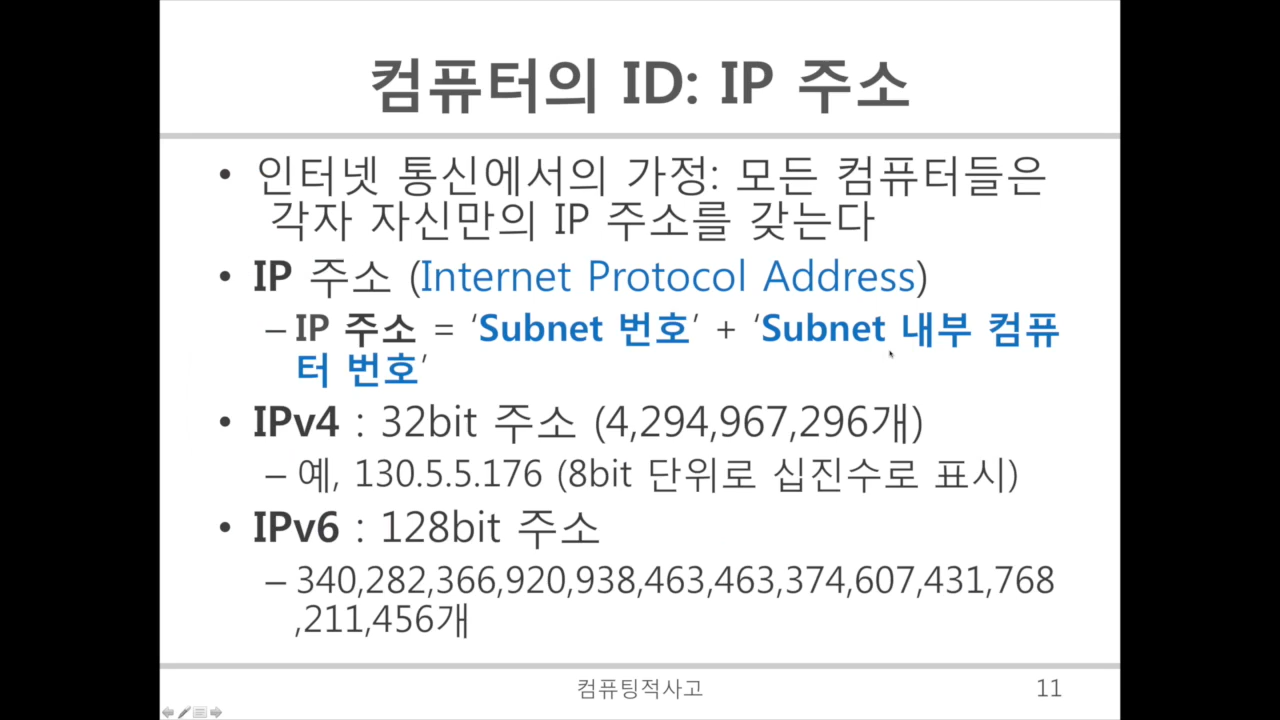 컴퓨터의 ID: IP 주소
• 인터넷 통신에서의 가정: 모든 컴퓨터들은
각자 자신만의 IP 주소를 갖는다
• IP 주소 (Internet Protocol Address)
– IP 주소 = ‘Subnet 번호’ + ‘Subnet 내부 컴퓨
터 번호’
• IPv4 : 32bit 주소 (4,294,967,296개)
– 예, 130.5.5.176 (8bit 단위로 십진수로 표시)
• IPv6 : 128bit 주소
– 340,282,366,920,938,463,463,374,607,431,768
,211,456개
컴퓨팅적사고
11